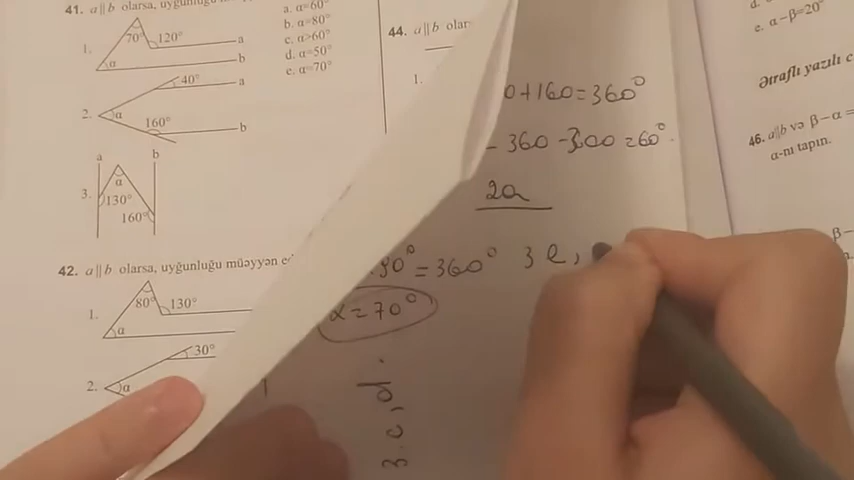 41. a||b olarsa,
a. α=60°
b. α=80°
c. α>60°
d. α=50°
e. α=70°
1.
70°
120°
a
α
b
2.
40°
a
α
160°
b
3.
a
b
α
130°
160°
42. a||b olarsa, uyğunluğu müəyyən
1.
80°
130°
α
2.
30°
α
44. a||b olar
1.
0+160=360°
- 360 - 300 = 60°.
2a
90° = 360°
3 e,
α = 70°
3. c, d.
d.
e. α-β=20°
Ətraflı yazılı
46. a||b və β-α=
α-nı tapın.
β-